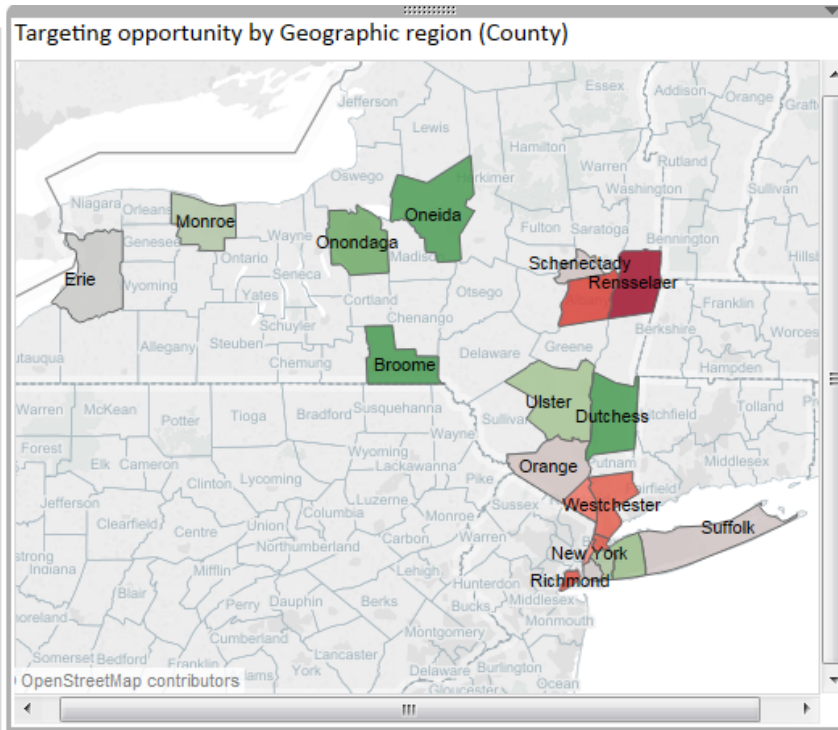 Targeting opportunity by Geographic region (County)
Jefferson
Essex
Addison
Orange
Lewis
Hamilton
Oswego
Warren
Rutland
Washington
Sullivan
Niagara
Orleans
Monroe
Oneida
Genesee
Onondaga
Wayne
Fulton
Saratoga
Bennington
Ontario
Schenectady
Erie
Seneca
Rensselaer
Wyoming
Yates
Cortland
Otsego
Franklin
Chenango
Schuyler
Berkshire
Allegany
Steuben
Delaware
Greene
Hampden
Chemung
Broome
Ulster
Dutchess
Tolland
Warren
McKean
Potter
Tioga
Bradford
Susquehanna
Wayne
Forest
Wyoming
Orange
Putnam
Middlesex
Elk
Cameron
Lackawanna
Pike
Clinton
Lycoming
Sussex
Westchester
Jefferson
Luzerne
Columbia
Monroe
Suffolk
Clearfield
Centre
Union
Carbon
Warren
New York
Northumberland
Indiana
Mifflin
Lehigh
Hunterdon
Richmond
Blair
Perry
Dauphin
Berks
Bucks
Middlesex
Cumberland
Montgomery
Monmouth
Somerset
Bedford
Lancaster
Franklin
York
Delaware
Burlington
Gloucester
Ocean
OpenStreetMap contributors